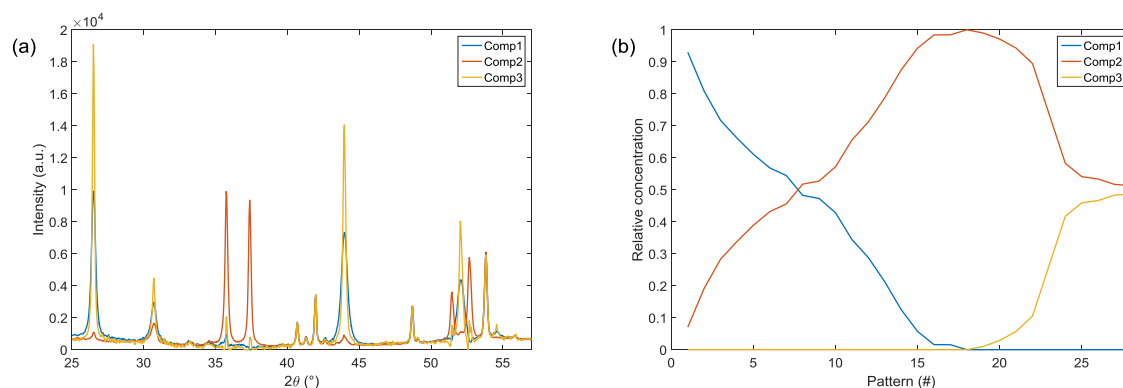 (a)
×10⁴
2
1.8
1.6
1.4
1.2
1
0.8
0.6
0.4
0.2
0
Intensity (a.u.)
25 30 35 40 45 50 55
2θ (°)
Comp1
Comp2
Comp3
(b)
1
0.9
0.8
0.7
0.6
0.5
0.4
0.3
0.2
0.1
0
Relative concentration
0 5 10 15 20 25
Pattern (#)
Comp1
Comp2
Comp3